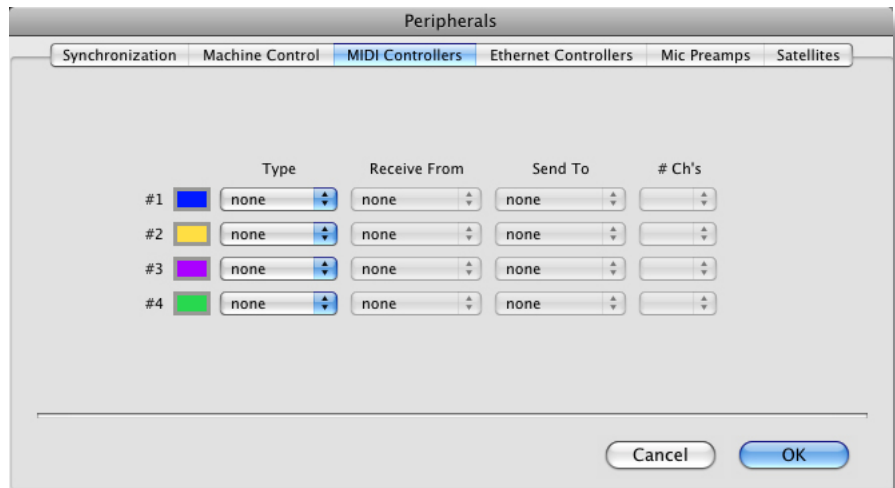 Peripherals
Synchronization Machine Control MIDI Controllers Ethernet Controllers Mic Preamps Satellites
Type Receive From Send To # Ch's
#1 none none none
#2 none none none
#3 none none none
#4 none none none
Cancel OK